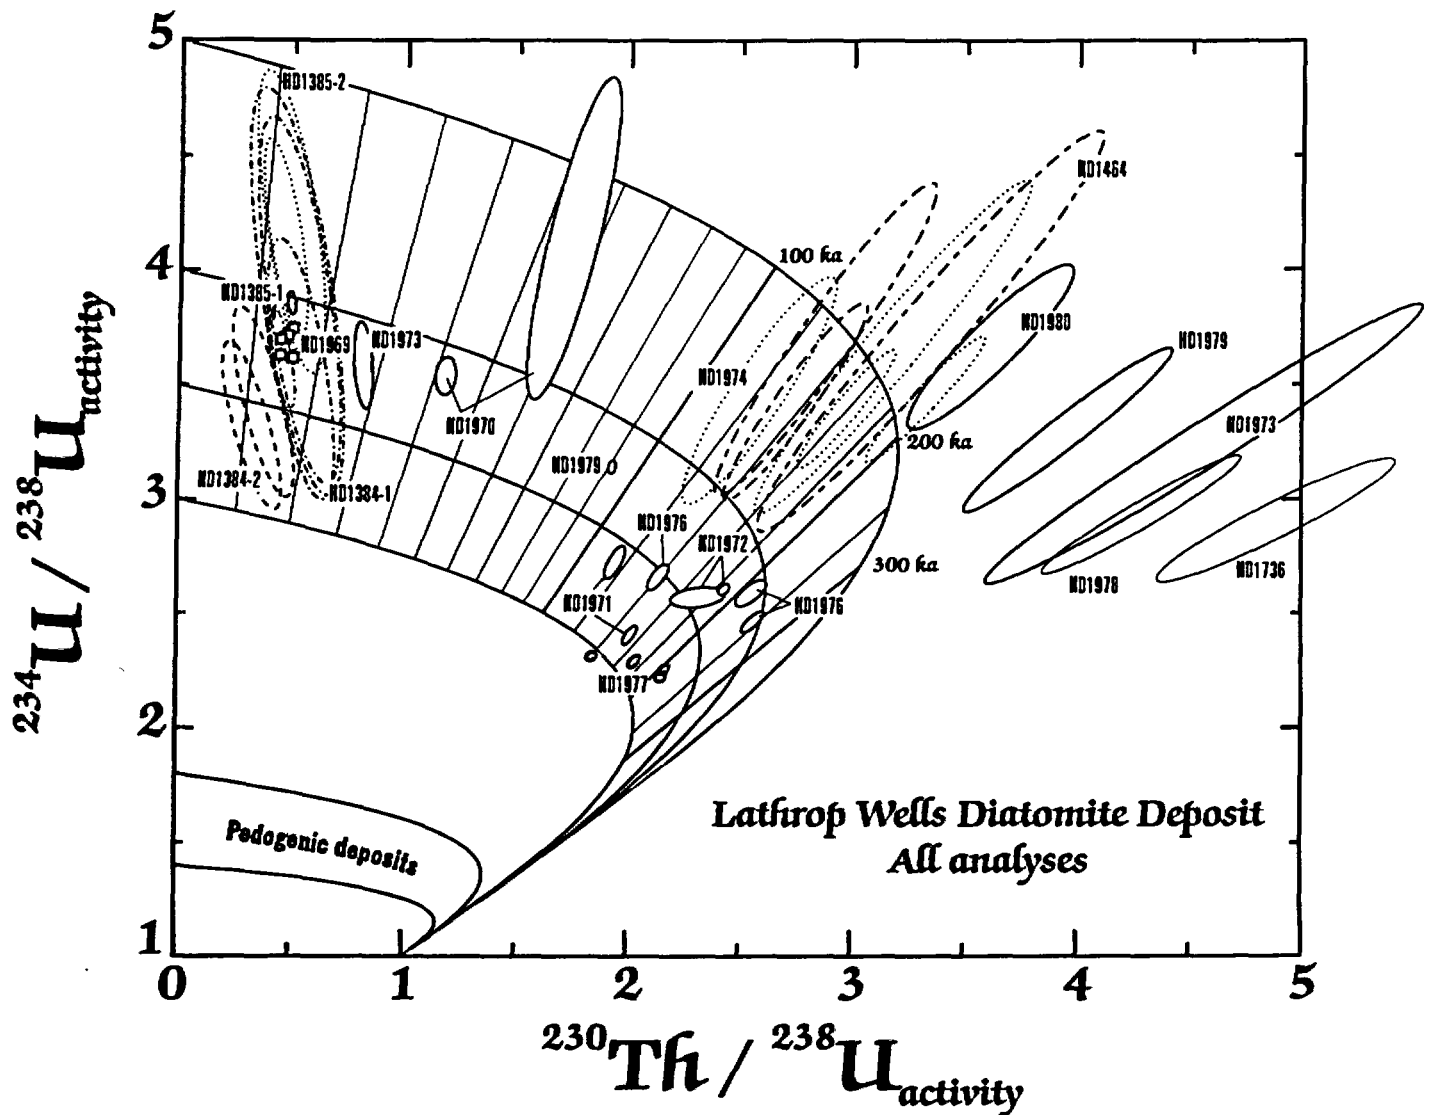 5
HD1385-2
HD1464
100 ka
4
HD1385-1
HD1980
HD1969
HD1973
HD1979
HD1974
HD1970
HD1973
200 ka
HD1979
HD1384-2
HD1384-1
3
HD1976
HD1972
300 ka
HD1736
HD1978
HD1971
HD1976
HD1977
2
Lathrop Wells Diatomite Deposit
All analyses
Pedogenic deposits
1
0 1 2 3 4 5
230Th / 238U activity
234U / 238U activity